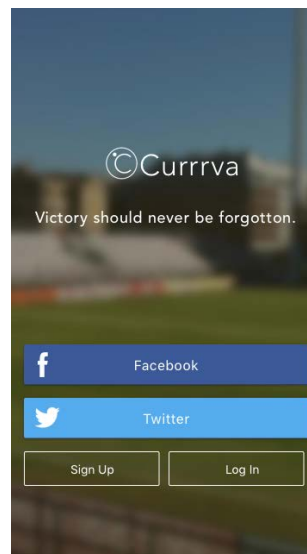 Currrva
Victory should never be forgotton.
Facebook
Twitter
Sign Up
Log In